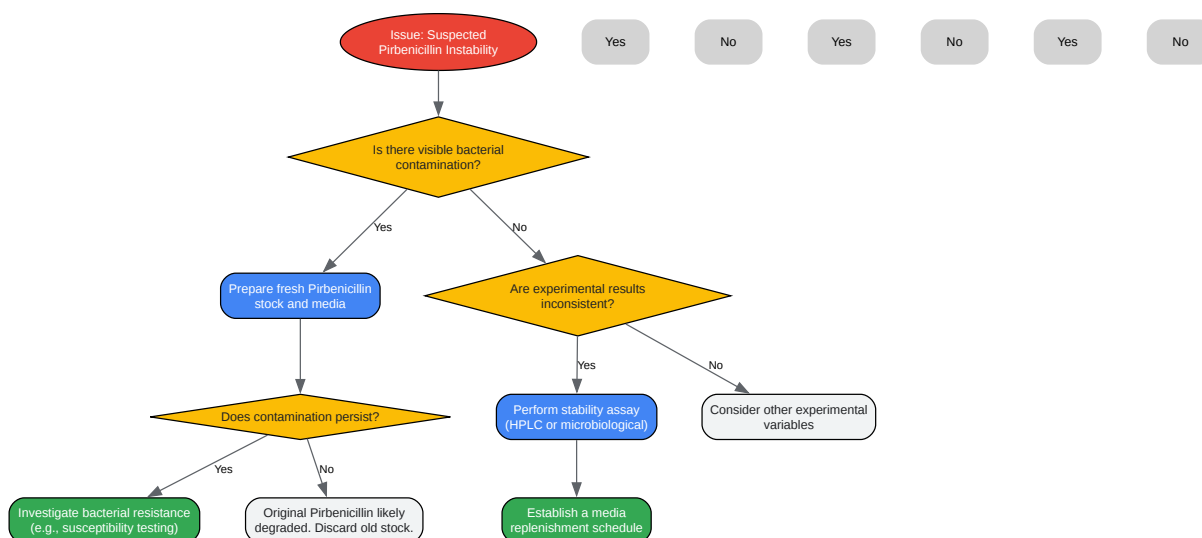 Issue: Suspected
Pirbenicillin Instability
Yes
No
Yes
No
Yes
No
Is there visible bacterial
contamination?
Yes
No
Prepare fresh Pirbenicillin
stock and media
Are experimental results
inconsistent?
Yes
No
Does contamination persist?
Perform stability assay
(HPLC or microbiological)
Consider other experimental
variables
Yes
No
Investigate bacterial resistance
(e.g., susceptibility testing)
Original Pirbenicillin likely
degraded. Discard old stock.
Establish a media
replenishment schedule